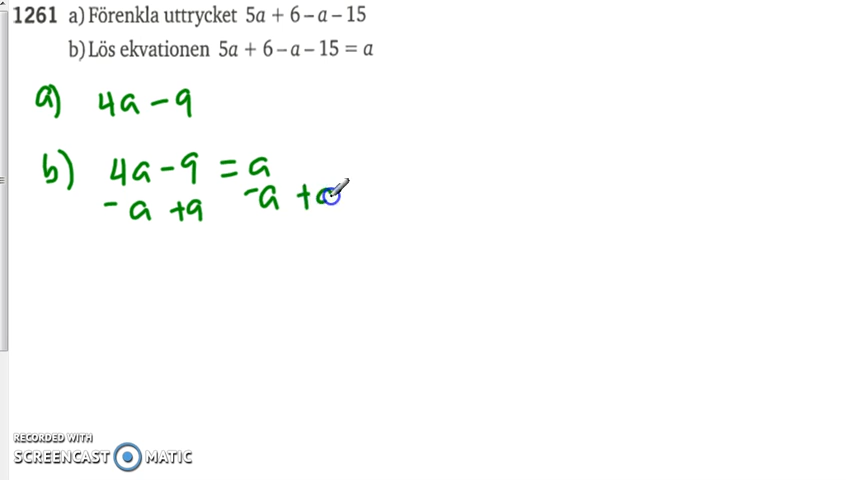 1261 a) Förenkla uttrycket 5a + 6 – a – 15
b) Lös ekvationen 5a + 6 – a – 15 = a
a) 4a – 9
b) 4a – 9 = a
- a +9 -a +
RECORDED WITH
SCREENCAST MATIC